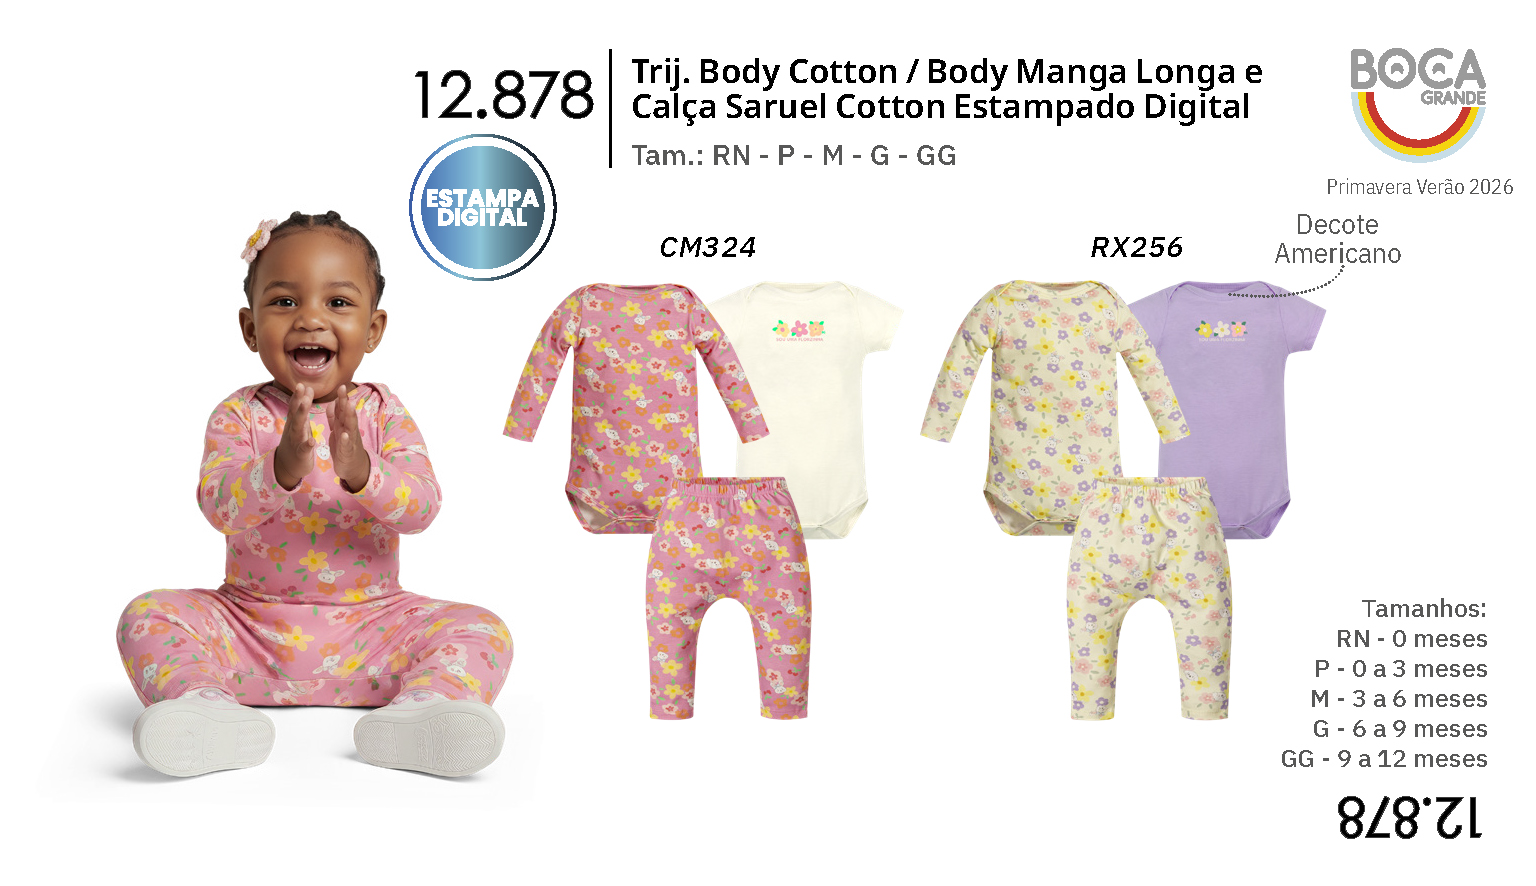 12.878
Trij. Body Cotton / Body Manga Longa e
Calça Saruel Cotton Estampado Digital
Tam.: RN - P - M - G - GG
BOCA
GRANDE
Primavera Verão 2026
ESTAMPA
DIGITAL
CM324
RX256
Decote
Americano
Tamanhos:
RN - 0 meses
P - 0 a 3 meses
M - 3 a 6 meses
G - 6 a 9 meses
GG - 9 a 12 meses
12.878